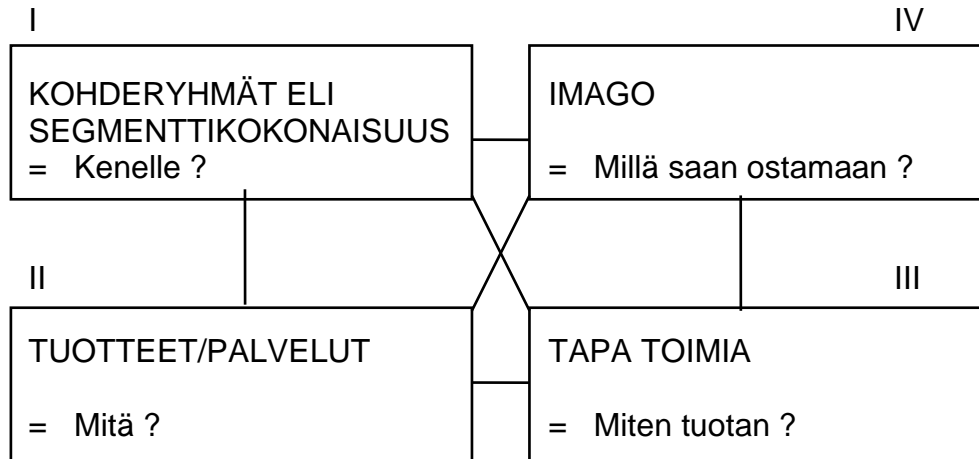 I
IV
KOHDERYHMÄT ELI
SEGMENTTIKOKONAISUUS
= Kenelle ?
IMAGO
= Millä saan ostamaan ?
II
III
TUOTTEET/PALVELUT
= Mitä ?
TAPA TOIMIA
= Miten tuotan ?